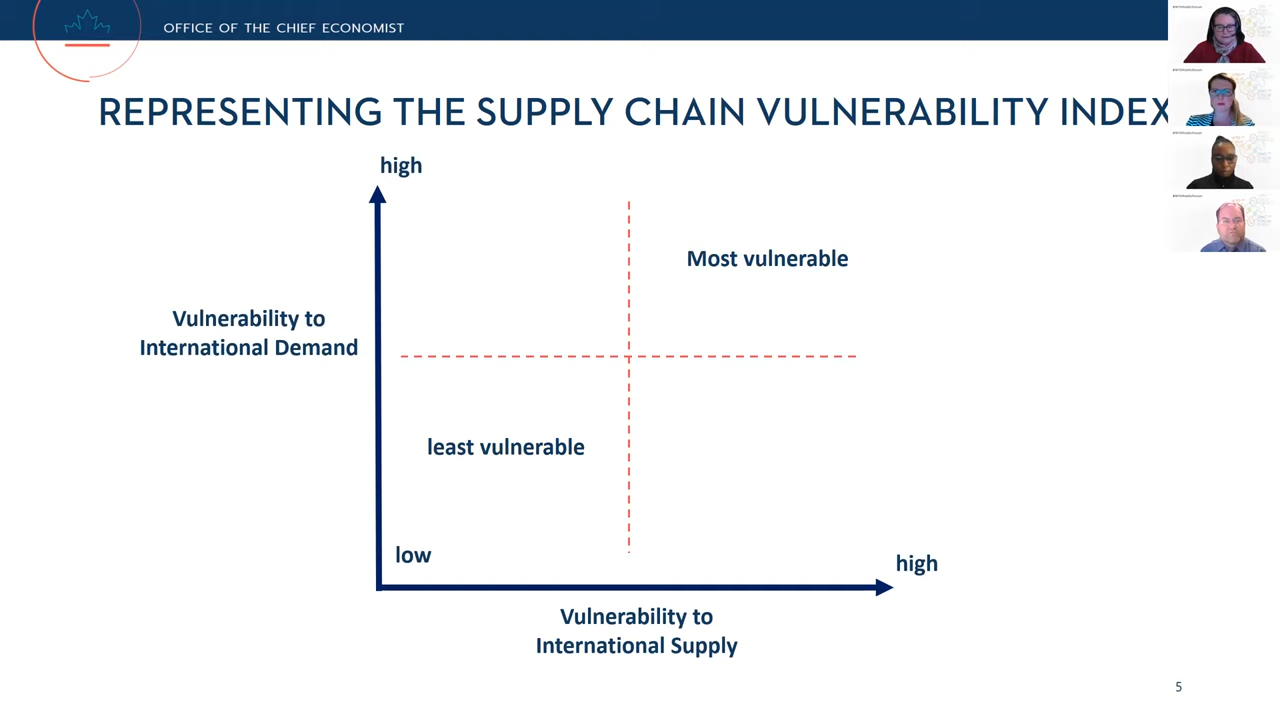 OFFICE OF THE CHIEF ECONOMIST
REPRESENTING THE SUPPLY CHAIN VULNERABILITY INDEX
high
Most vulnerable
Vulnerability to
International Demand
least vulnerable
low
high
Vulnerability to
International Supply
5